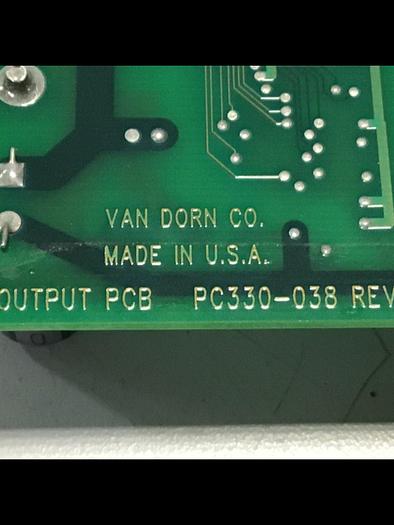 VAN DORN CO.
MADE IN U.S.A.
OUTPUT PCB PC330-038 REV